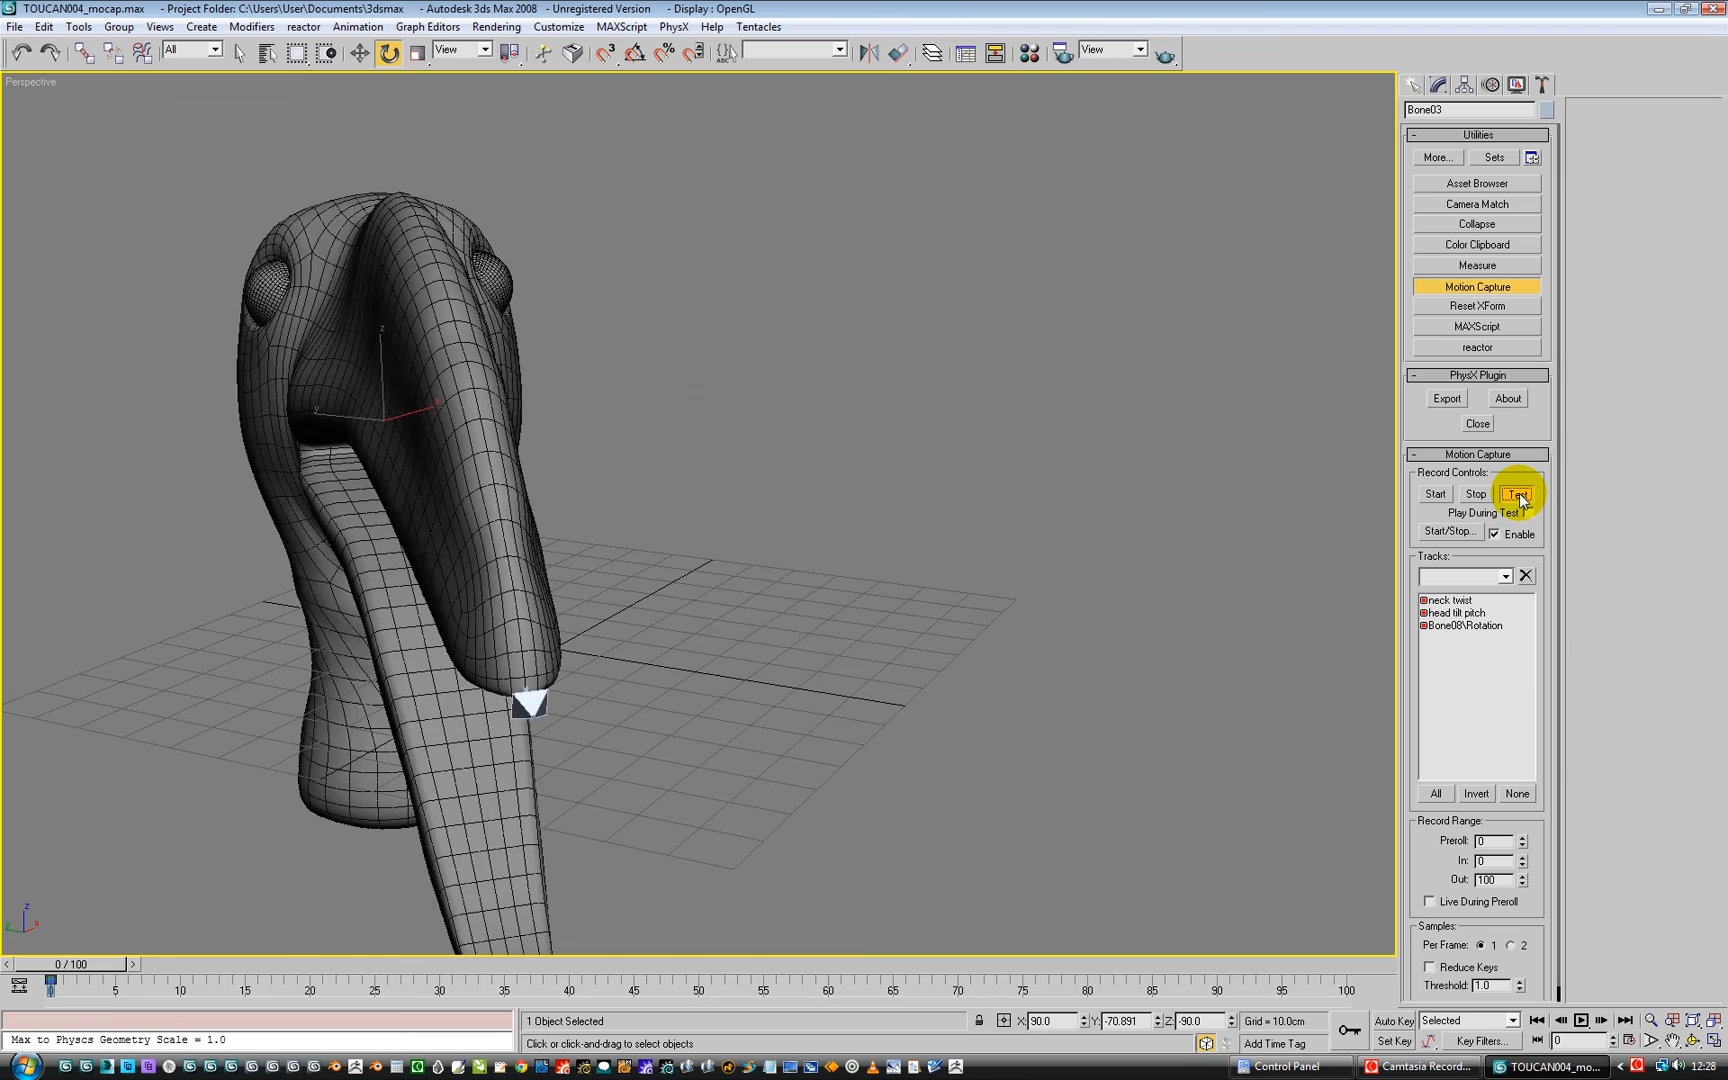 TOUCAN004_mocap.max - Project Folder: C:\Users\User\Documents\3dsmax - Autodesk 3ds Max 2008 - Unregistered Version - Display : OpenGL
File Edit Tools Group Views Create Modifiers reactor Animation Graph Editors Rendering Customize MAXScript PhysX Help Tentacles
All View View
Perspective
Bone03
Utilities
More... Sets
Asset Browser
Camera Match
Collapse
Color Clipboard
Measure
Motion Capture
Reset XForm
MAXScript
reactor
PhysX Plugin
Export About
Close
Motion Capture
Record Controls:
Start Stop Test
Play During Test
Start/Stop... Enable
Tracks:
neck twist
head tilt pitch
Bone08\Rotation
All Invert None
Record Range:
Preroll: 0
In: 0
Out: 100
Live During Preroll
Samples:
Per Frame: 1 2
Reduce Keys
Threshold: 1.0
z
y x
z
y x
0 / 100
0 5 10 15 20 25 30 35 40 45 50 55 60 65 70 75 80 85 90 95 100
1 Object Selected X: 90.0 Y: -70.891 Z: -90.0 Grid = 10.0cm Auto Key Selected
Max to Physcs Geometry Scale = 1.0 Click or click-and-drag to select objects Add Time Tag Set Key Key Filters... 0
Control Panel Camtasia Record... TOUCAN004_mo... 12:28